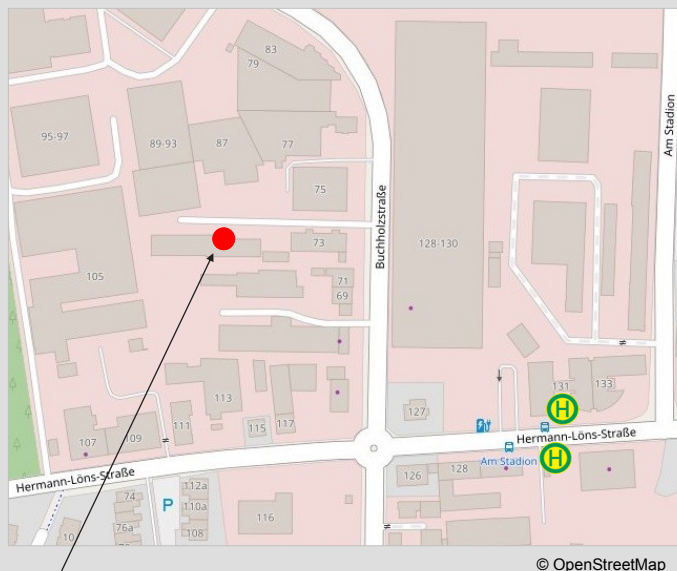 83
79
95-97
89-93
87
77
75
Am Stadion
Buchholzstraße
73
128-130
105
71
69
131
133
113
127
H
111
115
117
107
109
Hermann-Löns-Straße
H
Am Stadion
128
126
Hermann-Löns-Straße
74
112a
P
110a
116
76a
108
10
© OpenStreetMap